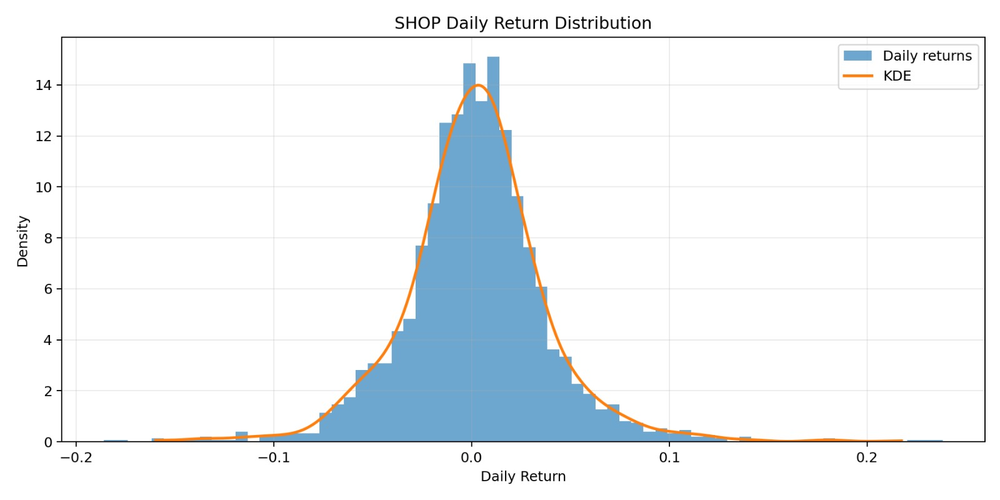 SHOP Daily Return Distribution
Daily returns
KDE
Density
14
12
10
8
6
4
2
0
−0.2
−0.1
0.0
0.1
0.2
Daily Return